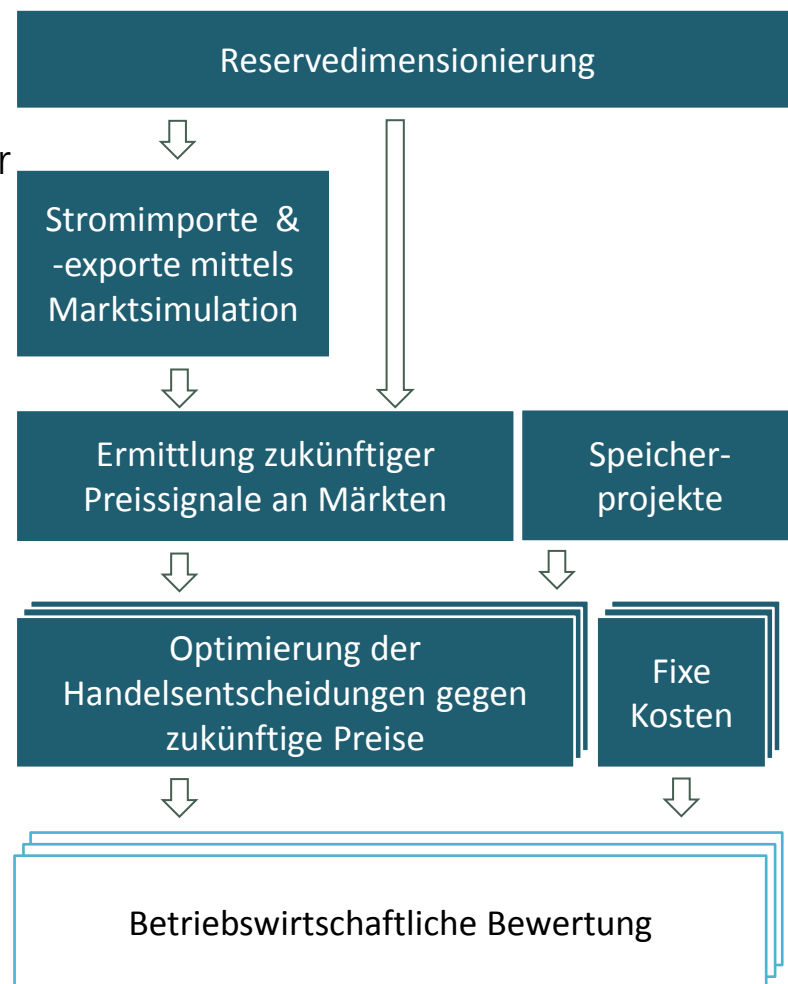 Reservedimensionierung
r
Stromimporte &
-exporte mittels
Marktsimulation
Ermittlung zukünftiger
Preissignale an Märkten
Speicher-
projekte
Optimierung der
Handelsentscheidungen gegen
zukünftige Preise
Fixe
Kosten
Betriebswirtschaftliche Bewertung